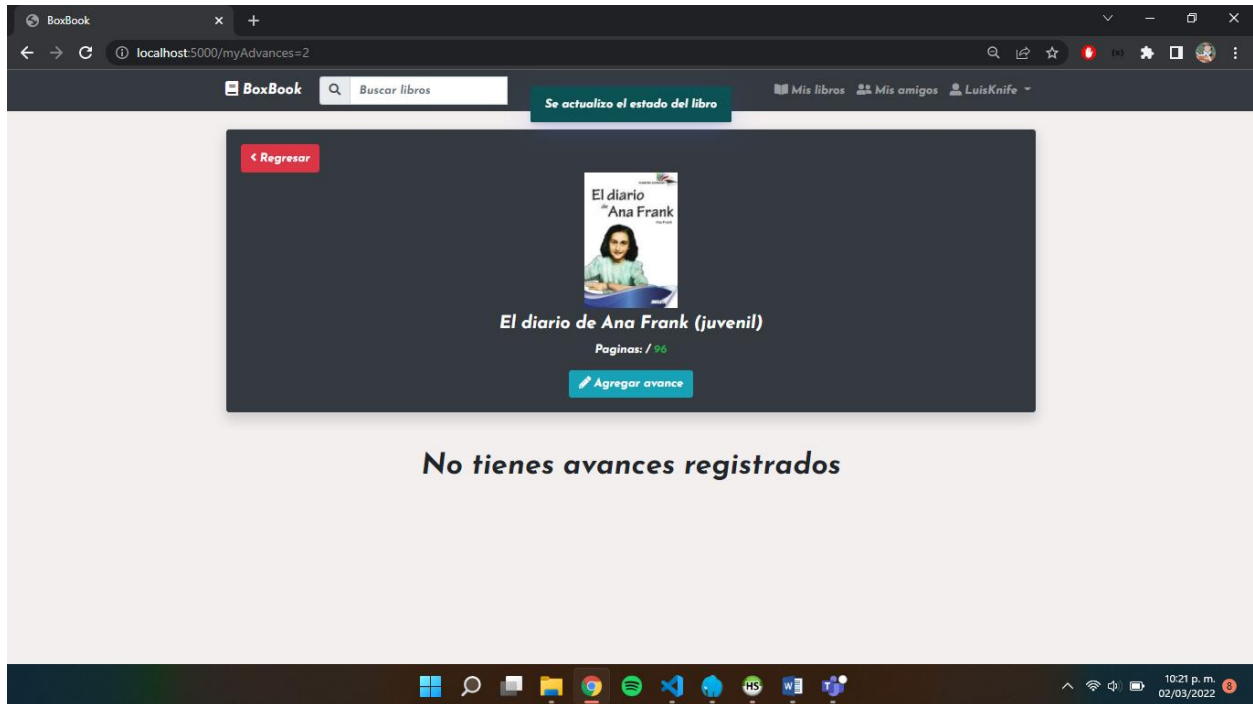 BoxBook
localhost:5000/myAdvances=2
BoxBook
Buscar libros
Se actualizo el estado del libro
Mis libros
Mis amigos
LuisKnife
Regresar
El diario
de Ana Frank
El diario de Ana Frank (juvenil)
Paginas: / 96
Agregar avance
No tienes avances registrados
HS
10:21 p. m.
02/03/2022
8